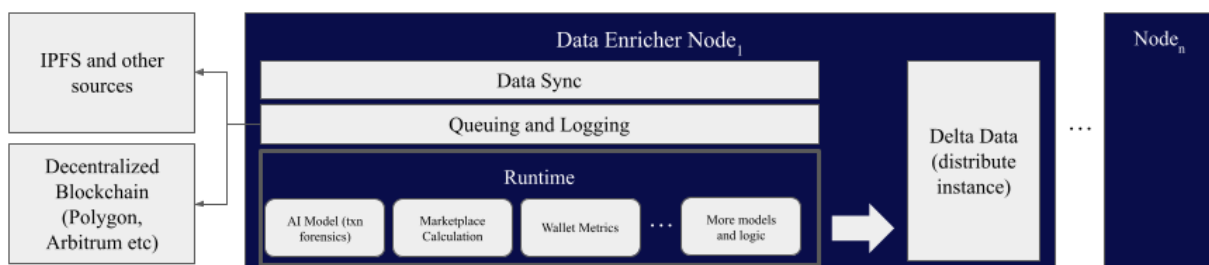 IPFS and other
sources
Decentralized
Blockchain
(Polygon,
Arbitrum etc)
Data Enricher Node1
Data Sync
Queuing and Logging
Runtime
AI Model (txn
forensics)
Marketplace
Calculation
Wallet Metrics
...
More models
and logic
Delta Data
(distribute
instance)
...
Noden